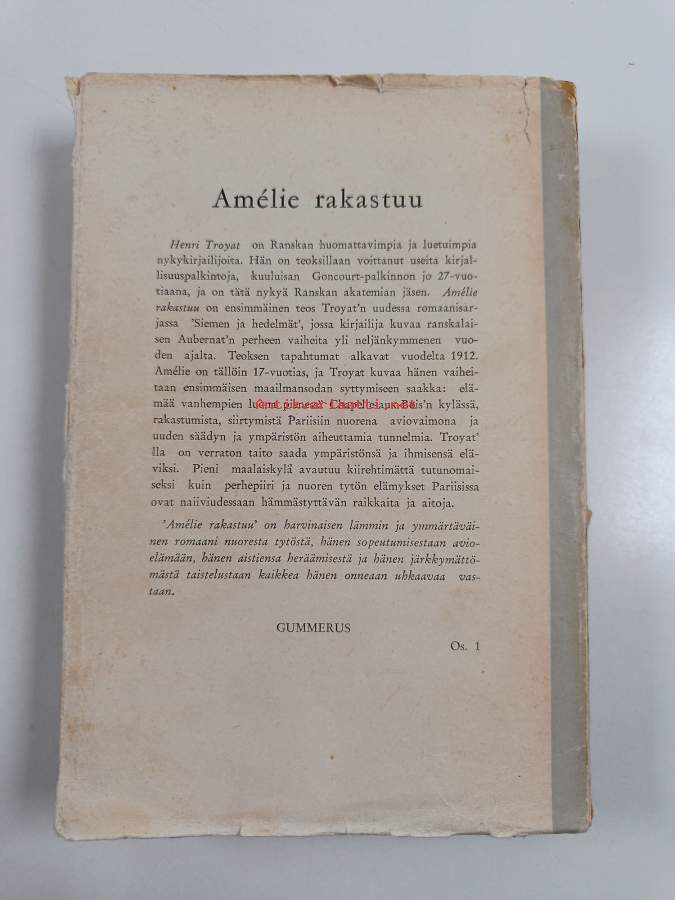 Amélie rakastuu
Henri Troyat on Ranskan huomattavimpia ja luetuimpia
nykykirjailijoita. Hän on teoksillaan voittanut useita kirjal-
lisuuspalkintoja, kuuluisan Goncourt-palkinnon jo 27-vuo-
tiaana, ja on tätä nykyä Ranskan akatemian jäsen. Amélie
rakastuu on ensimmäinen teos Troyat'n uudessa romaanisar-
jassa 'Siemen ja hedelmät', jossa kirjailija kuvaa ranskalai-
sen Aubernat'n perheen vaiheita yli neljänkymmenen vuo-
den ajalta. Teoksen tapahtumat alkavat vuodelta 1912.
Amélie on tällöin 17-vuotias, ja Troyat kuvaa hänen vaihei-
taan ensimmäisen maailmansodan syttymiseen saakka: elä-
mää vanhempien luona pienessä Chapelle-au-Bois'n kylässä,
rakastumista, siirtymistä Pariisiin nuorena aviovaimona ja
uuden säädyn ja ympäristön aiheuttamia tunnelmia. Troyat'
lla on verraton taito saada ympäristönsä ja ihmisensä elä-
viksi. Pieni maalaiskylä avautuu kiirehtimättä tutunomai-
seksi kuin perhepiiri ja nuoren tytön elämykset Pariisissa
ovat naiiviudessaan hämmästyttävän raikkaita ja aitoja.
'Amélie rakastuu' on harvinaisen lämmin ja ymmärtäväi-
nen romaani nuoresta tytöstä, hänen sopeutumisestaan avio-
elämään, hänen aistiensa heräämisestä ja hänen järkkymättö-
mästä taistelustaan kaikkea hänen onneaan uhkaavaa vas-
taan.
GUMMERUS
Os. 1